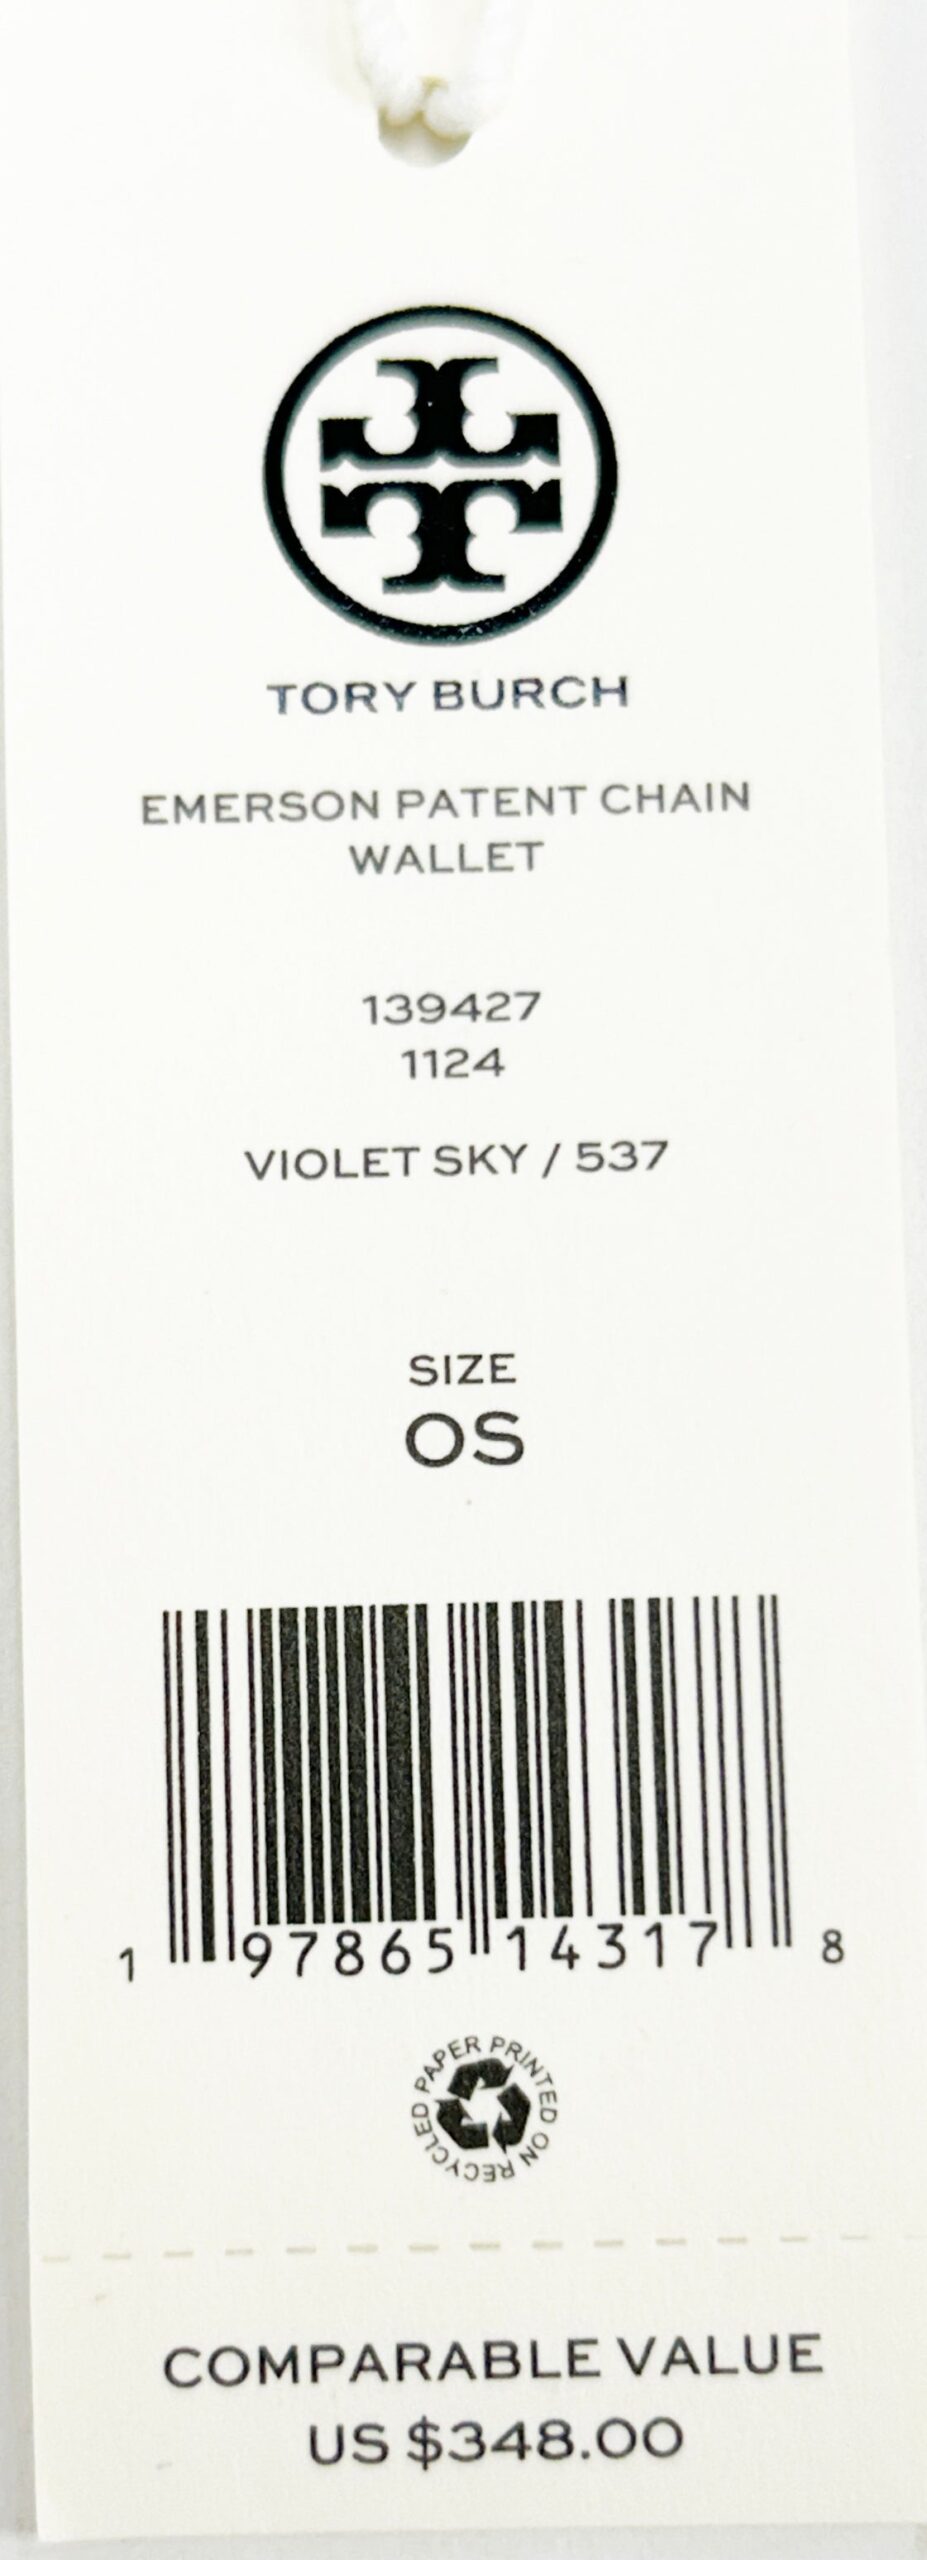 TORY BURCH
EMERSON PATENT CHAIN
WALLET
139427
1124
VIOLET SKY / 537
SIZE
OS
1 97865 14317 8
PAPER PRINTED ON RECYCLED
COMPARABLE VALUE
US $348.00